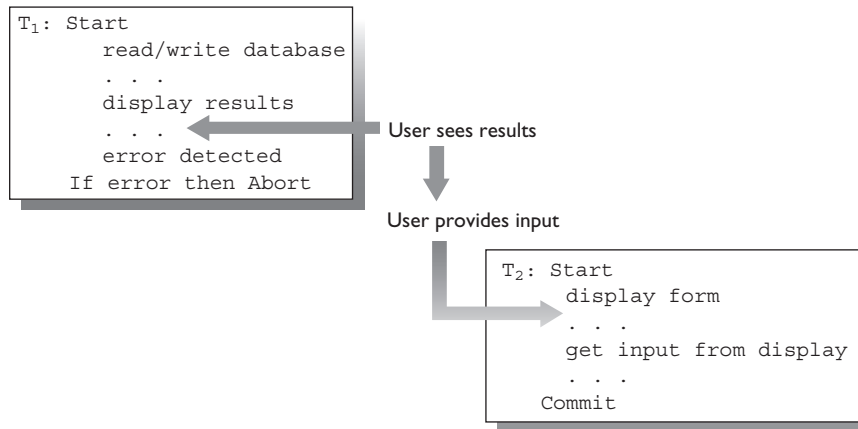 T₁: Start
read/write database
. . .
display results
. . .
error detected
If error then Abort
User sees results
User provides input
T₂: Start
display form
. . .
get input from display
. . .
Commit